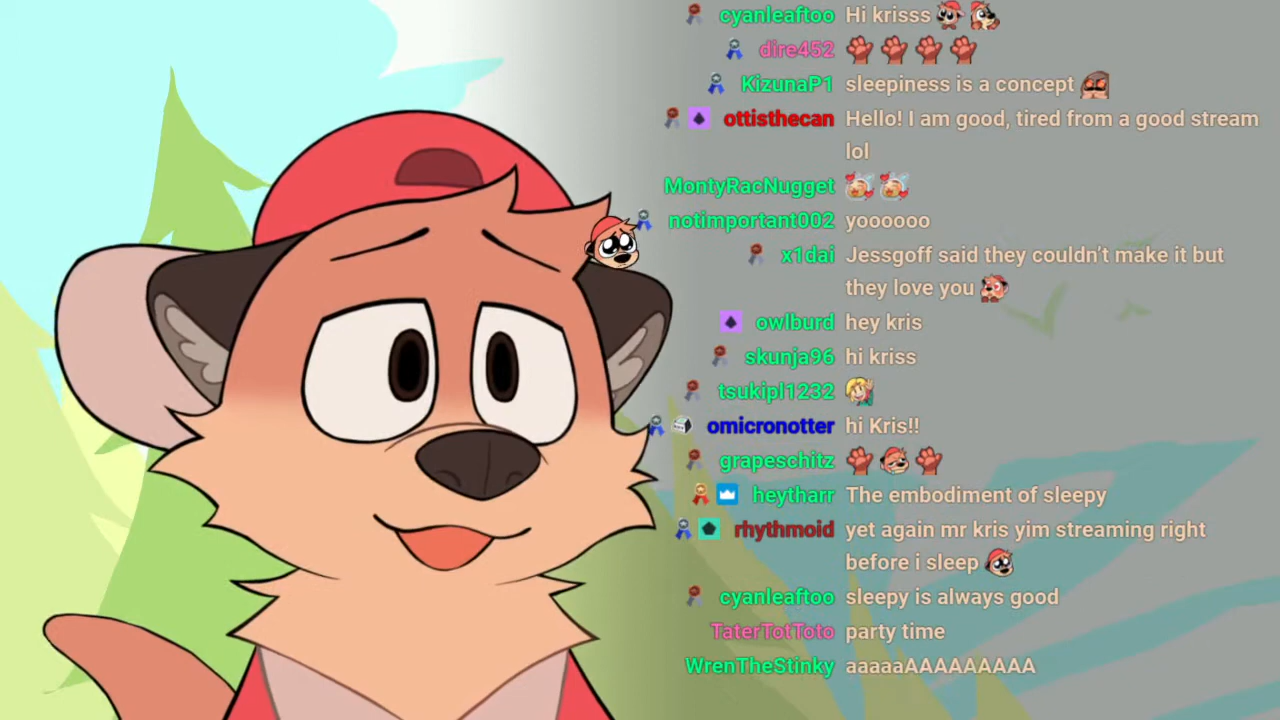 cyanleaftoo Hi krisss
dire452
KizunaP1 sleepiness is a concept
ottisthecan Hello! I am good, tired from a good stream
lol
MontyRacNugget
notimportant002 yoooooo
x1dai Jessgoff said they couldn't make it but
they love you
owlburd hey kris
skunja96 hi kriss
tsukipl1232
omicronotter hi Kris!!
grapeschitz
heytharr The embodiment of sleepy
rhythmoid yet again mr kris yim streaming right
before i sleep
cyanleaftoo sleepy is always good
TaterTotToto party time
WrenTheStinky aaaaaAAAAAAAAA